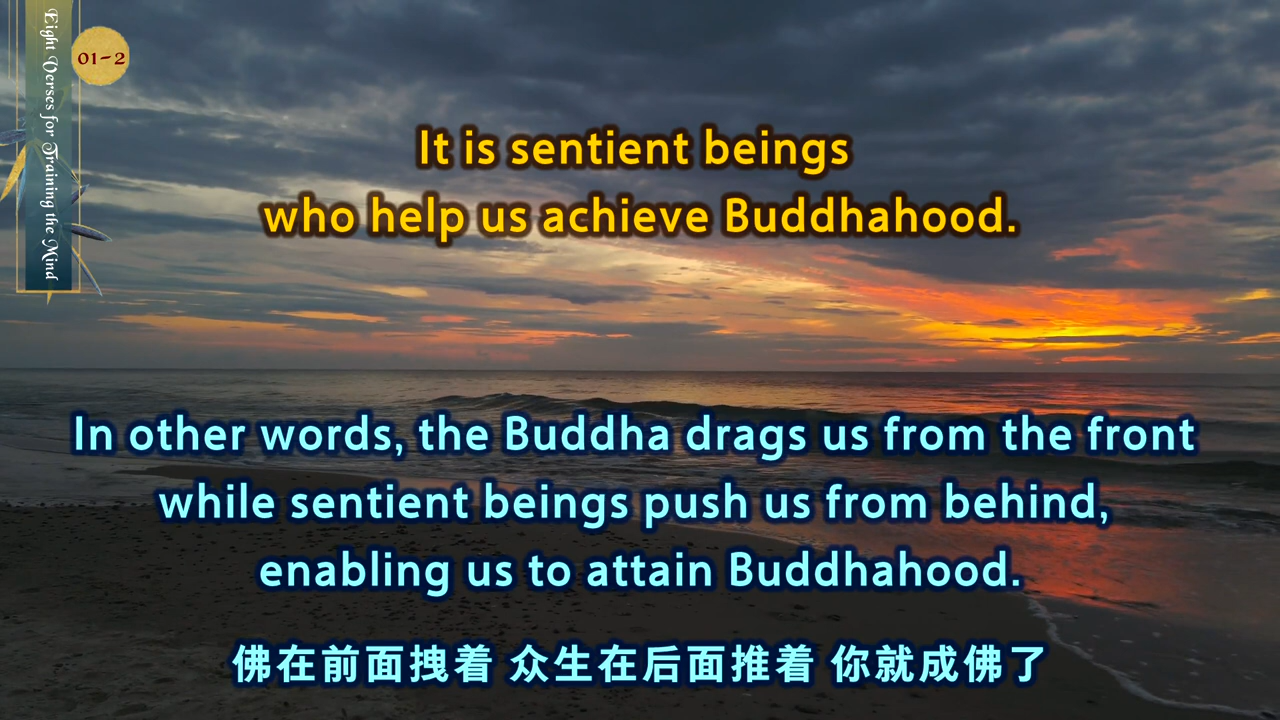 Eight Verses for Training the Mind
01-2
It is sentient beings
who help us achieve Buddhahood.
In other words, the Buddha drags us from the front
while sentient beings push us from behind,
enabling us to attain Buddhahood.
佛在前面拽着 众生在后面推着 你就成佛了